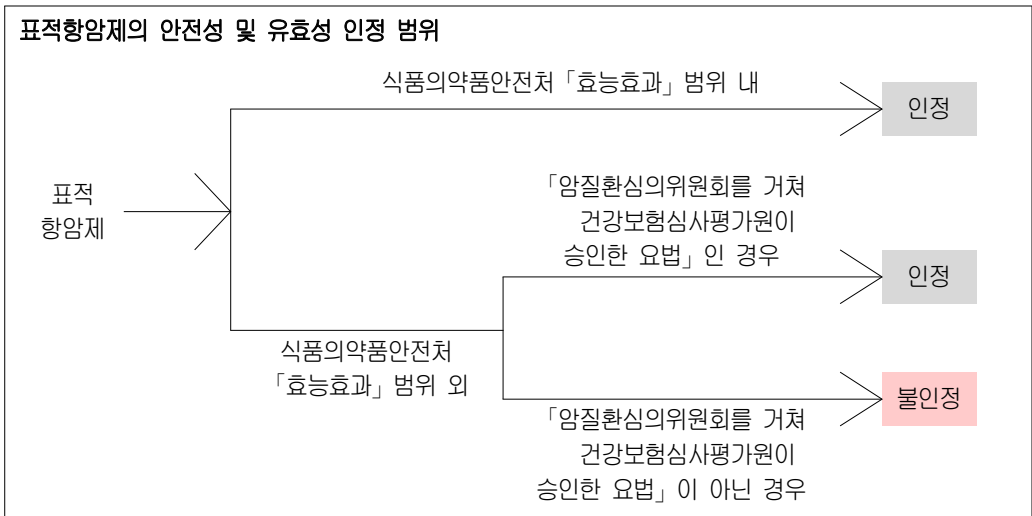 표적항암제의 안전성 및 유효성 인정 범위
식품의약품안전처「효능효과」범위 내
인정
표적
항암제
「암질환심의위원회를 거쳐
건강보험심사평가원이
승인한 요법」인 경우
인정
식품의약품안전처
「효능효과」범위 외
불인정
「암질환심의위원회를 거쳐
건강보험심사평가원이
승인한 요법」이 아닌 경우